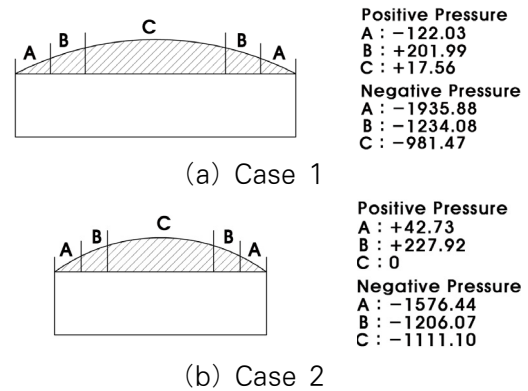 A B C B A
Positive Pressure
A : −122.03
B : +201.99
C : +17.56
Negative Pressure
A : −1935.88
B : −1234.08
C : −981.47
(a) Case 1
A B C B A
Positive Pressure
A : +42.73
B : +227.92
C : 0
Negative Pressure
A : −1576.44
B : −1206.07
C : −1111.10
(b) Case 2